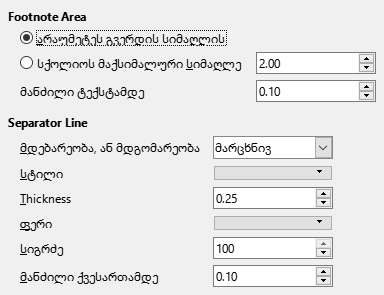 Footnote Area
არაუმეტეს გვერდის სიმაღლის
სქოლიოს მაქსიმალური სიმაღლე 2.00
მანძილი ტექსტამდე 0.10
Separator Line
მდებარეობა, ან მდგომარეობა მარცხნივ
სტილი
Thickness 0.25
ფერი
სიგრძე 100
მანძილი ქვესართამდე 0.10